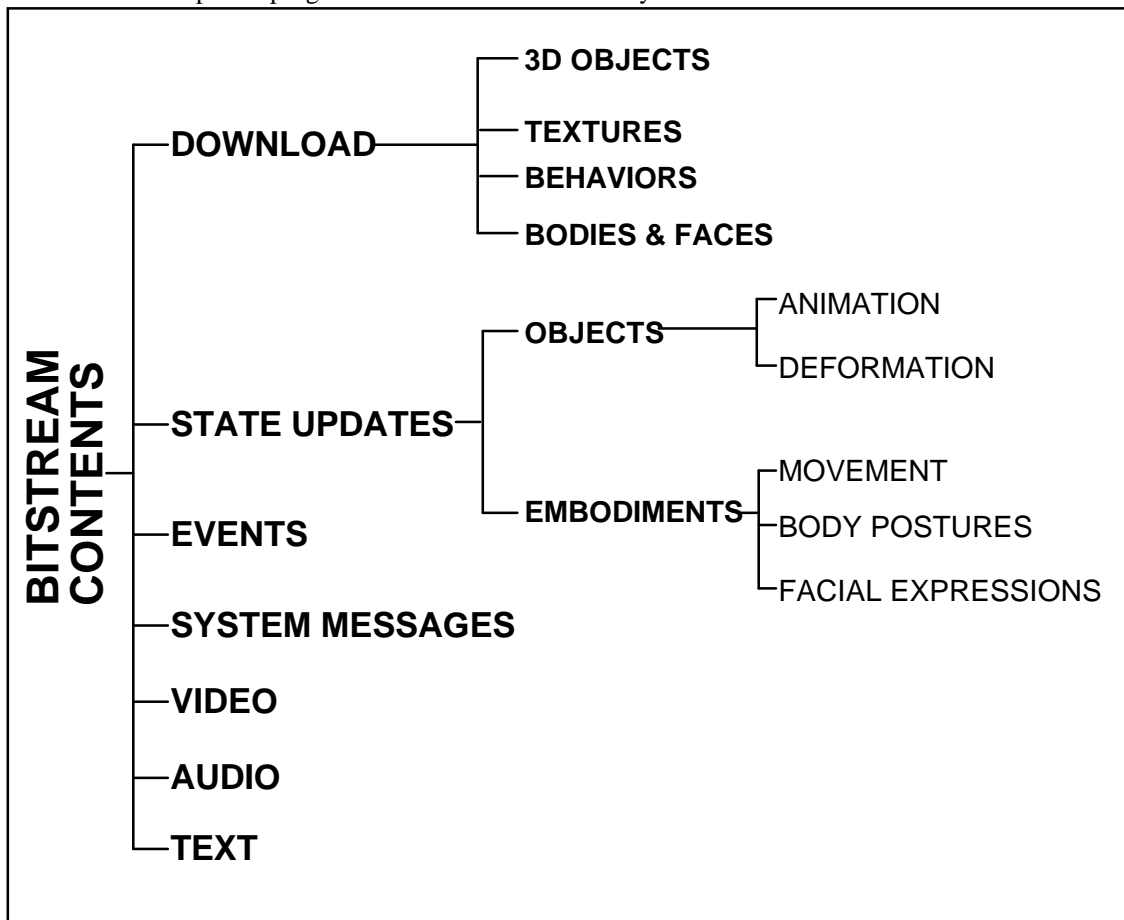 BITSTREAM
CONTENTS
DOWNLOAD
3D OBJECTS
TEXTURES
BEHAVIORS
BODIES & FACES
STATE UPDATES
OBJECTS
ANIMATION
DEFORMATION
EMBODIMENTS
MOVEMENT
BODY POSTURES
FACIAL EXPRESSIONS
EVENTS
SYSTEM MESSAGES
VIDEO
AUDIO
TEXT